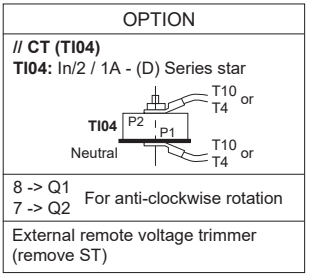 OPTION
// CT (TI04)
TI04: In/2 / 1A - (D) Series star
T10
or
T4
P2
TI04
P1
T10
Neutral
or
T4
8 -> Q1
7 -> Q2
For anti-clockwise rotation
External remote voltage trimmer
(remove ST)